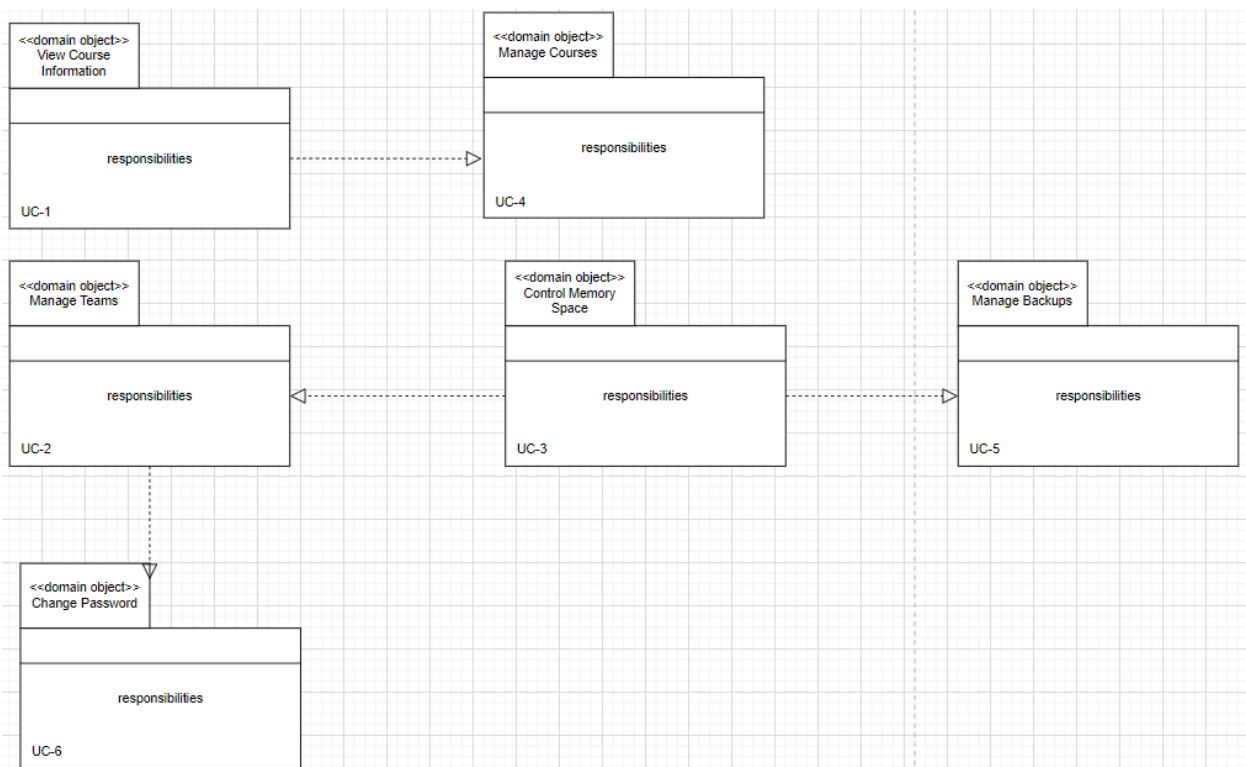 <<domain object>>
View Course
Information
responsibilities
UC-1
<<domain object>>
Manage Courses
responsibilities
UC-4
<<domain object>>
Manage Teams
responsibilities
UC-2
<<domain object>>
Control Memory
Space
responsibilities
UC-3
<<domain object>>
Manage Backups
responsibilities
UC-5
<<domain object>>
Change Password
responsibilities
UC-6